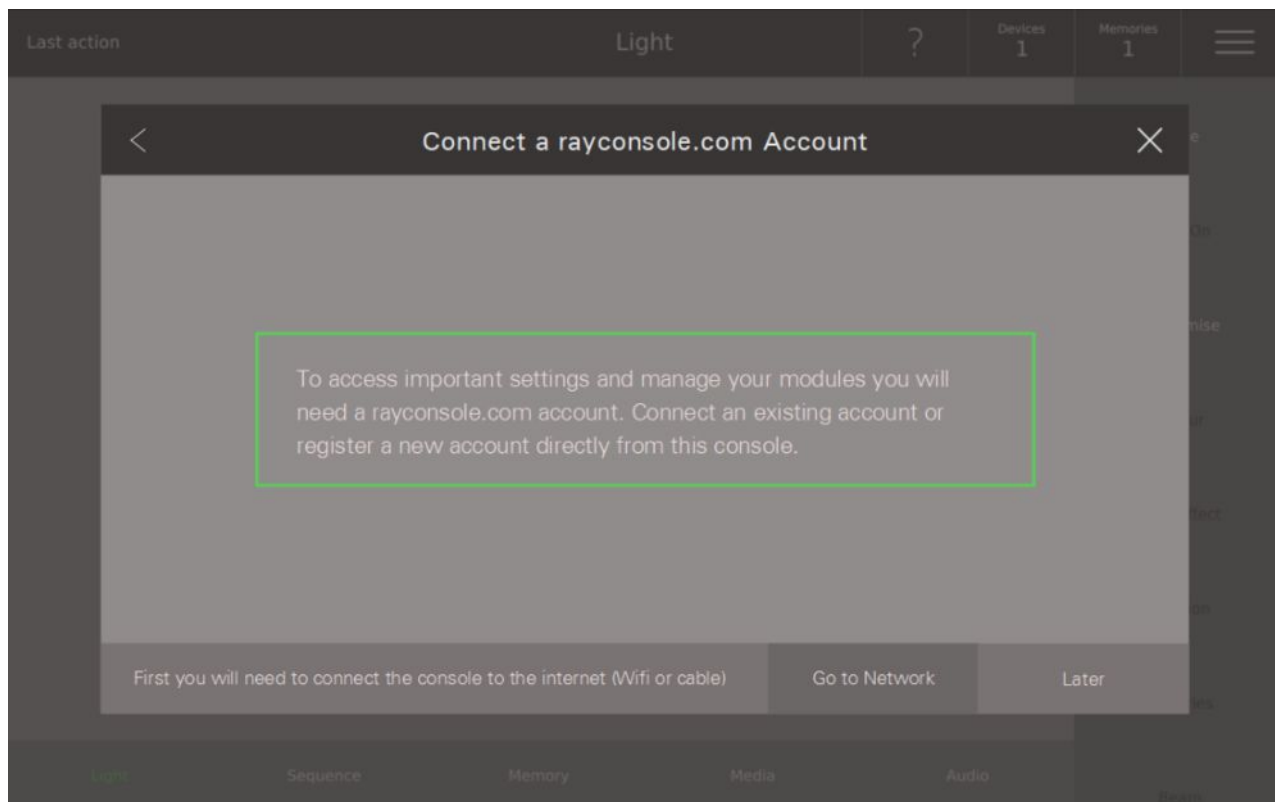 Last action
Light
?
Devices
1
Memories
1
Connect a rayconsole.com Account
To access important settings and manage your modules you will
need a rayconsole.com account. Connect an existing account or
register a new account directly from this console.
First you will need to connect the console to the internet (Wifi or cable)
Go to Network
Later
Light
Sequence
Memory
Media
Audio